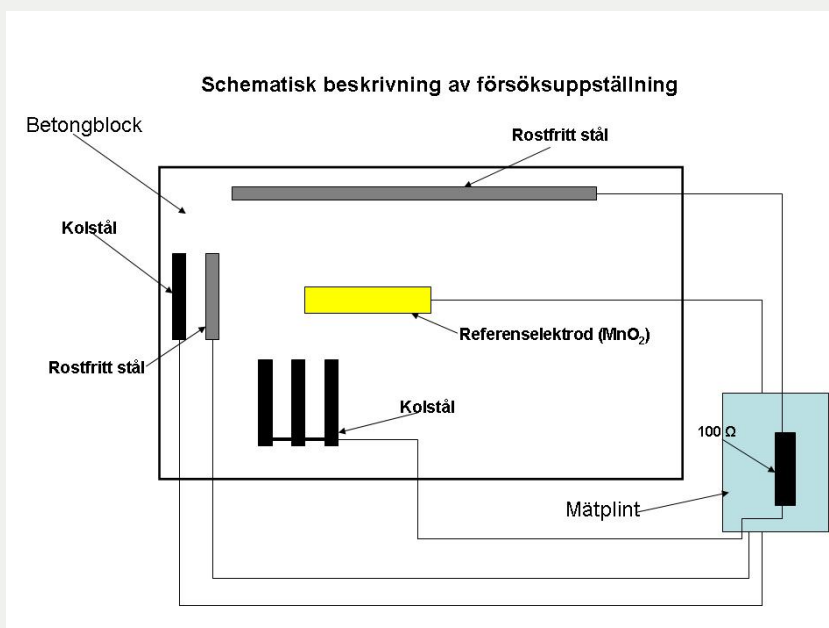 Schematisk beskrivning av försöksuppställning
Betongblock
Rostfritt stål
Kolstål
Referenselektrod (MnO₂)
Rostfritt stål
Kolstål
100 Ω
Mätplint